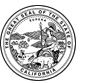 THE GREAT SEAL OF THE STATE OF
CALIFORNIA